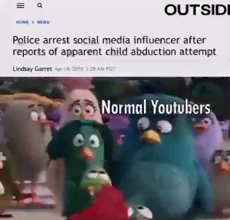 OUTSID
HOME > NEWS
Police arrest social media influencer after
reports of apparent child abduction attempt
Lindsay Garret
Normal Youtubers